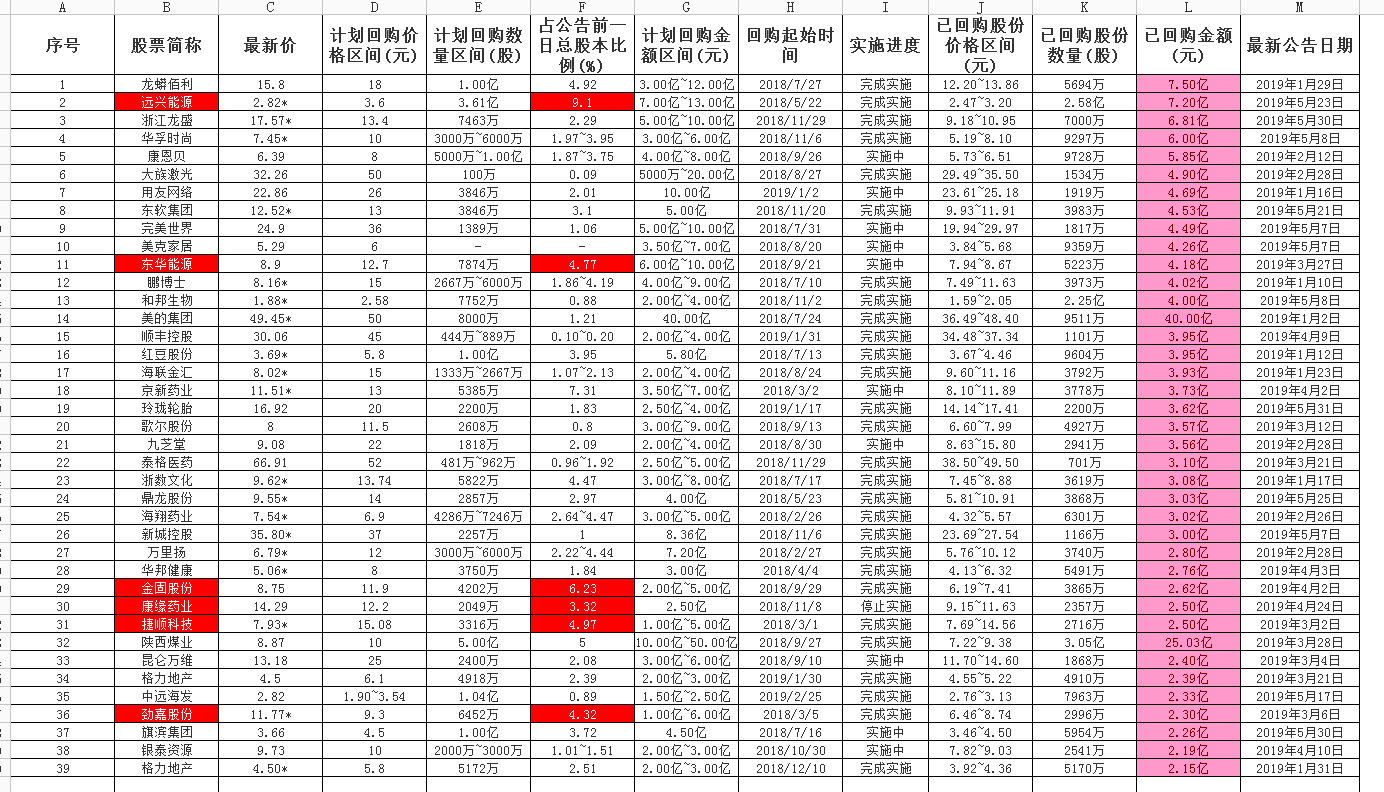 A B C D E F G H I J K L M
序号 股票简称 最新价 计划回购价格区间(元) 计划回购数量区间(股) 占公告前一日总股本比例(%) 计划回购金额区间(元) 回购起始时间 实施进度 已回购股份价格区间(元) 已回购股份数量(股) 已回购金额(元) 最新公告日期
1 龙蟒佰利 15.8 18 1.00亿 4.92 3.00亿~12.00亿 2018/7/27 完成实施 12.20~13.86 5694万 7.50亿 2019年1月29日
2 远兴能源 2.82* 3.6 3.61亿 9.1 7.00亿~13.00亿 2018/5/22 完成实施 2.47~3.20 2.58亿 7.20亿 2019年5月23日
3 浙江龙盛 17.57* 13.4 7463万 2.29 5.00亿~10.00亿 2018/11/29 完成实施 9.18~10.95 7000万 6.81亿 2019年5月30日
4 华孚时尚 7.45* 10 3000万~6000万 1.97~3.95 3.00亿~6.00亿 2018/11/6 完成实施 5.19~8.10 9297万 6.00亿 2019年5月8日
5 康恩贝 6.39 8 5000万~1.00亿 1.87~3.75 4.00亿~8.00亿 2018/9/26 实施中 5.73~6.51 9728万 5.85亿 2019年2月12日
6 大族激光 32.26 50 100万 0.09 5000万~20.00亿 2018/8/27 完成实施 29.49~35.50 1534万 4.90亿 2019年2月28日
7 用友网络 22.86 26 3846万 2.01 10.00亿 2019/1/2 实施中 23.61~25.18 1919万 4.69亿 2019年1月16日
8 东软集团 12.52* 13 3846万 3.1 5.00亿 2018/11/20 完成实施 9.93~11.91 3983万 4.53亿 2019年5月21日
9 完美世界 24.9 36 1389万 1.06 5.00亿~10.00亿 2018/7/31 实施中 19.94~29.97 1817万 4.49亿 2019年5月7日
10 美克家居 5.29 6 - - 3.50亿~7.00亿 2018/8/20 实施中 3.84~5.68 9359万 4.26亿 2019年5月7日
11 东华能源 8.9 12.7 7874万 4.77 6.00亿~10.00亿 2018/9/21 实施中 7.94~8.67 5223万 4.18亿 2019年3月27日
12 鹏博士 8.16* 15 2667万~6000万 1.86~4.19 4.00亿~9.00亿 2018/7/10 完成实施 7.49~11.63 3973万 4.02亿 2019年1月10日
13 和邦生物 1.88* 2.58 7752万 0.88 2.00亿~4.00亿 2018/11/2 完成实施 1.59~2.05 2.25亿 4.00亿 2019年5月8日
14 美的集团 49.45* 50 8000万 1.21 40.00亿 2018/7/24 完成实施 36.49~48.40 9511万 40.00亿 2019年1月2日
15 顺丰控股 30.06 45 444万~889万 0.10~0.20 2.00亿~4.00亿 2019/1/31 完成实施 34.48~37.34 1101万 3.95亿 2019年4月9日
16 红豆股份 3.69* 5.8 1.00亿 3.95 5.80亿 2018/7/13 完成实施 3.67~4.46 9604万 3.95亿 2019年1月12日
17 海联金汇 8.02* 15 1333万~2667万 1.07~2.13 2.00亿~4.00亿 2018/8/24 完成实施 9.60~11.16 3792万 3.93亿 2019年1月23日
18 京新药业 11.51* 13 5385万 7.31 3.50亿~7.00亿 2018/3/2 实施中 8.10~11.89 3778万 3.73亿 2019年4月2日
19 玲珑轮胎 16.92 20 2200万 1.83 2.50亿~4.00亿 2019/1/17 完成实施 14.14~17.41 2200万 3.62亿 2019年5月31日
20 歌尔股份 8 11.5 2608万 0.8 3.00亿~9.00亿 2018/9/13 完成实施 6.60~7.99 4927万 3.57亿 2019年3月12日
21 九芝堂 9.08 22 1818万 2.09 2.00亿~4.00亿 2018/8/30 实施中 8.63~15.80 2941万 3.56亿 2019年2月28日
22 泰格医药 66.91 52 481万~962万 0.96~1.92 2.50亿~5.00亿 2018/11/29 完成实施 38.50~49.50 701万 3.10亿 2019年3月21日
23 浙数文化 9.62* 13.74 5822万 4.47 3.00亿~8.00亿 2018/7/17 完成实施 7.45~8.88 3619万 3.08亿 2019年1月17日
24 鼎龙股份 9.55* 14 2857万 2.97 4.00亿 2018/5/23 完成实施 5.81~10.91 3868万 3.03亿 2019年5月25日
25 海翔药业 7.54* 6.9 4286万~7246万 2.64~4.47 3.00亿~5.00亿 2018/2/26 完成实施 4.32~5.57 6301万 3.02亿 2019年2月26日
26 新城控股 35.80* 37 2257万 1 8.36亿 2018/11/6 完成实施 23.69~27.54 1166万 3.00亿 2019年5月7日
27 万里扬 6.79* 12 3000万~6000万 2.22~4.44 7.20亿 2018/2/27 完成实施 5.76~10.12 3740万 2.80亿 2019年2月28日
28 华邦健康 5.06* 8 3750万 1.84 3.00亿 2018/4/4 完成实施 4.13~6.32 5491万 2.76亿 2019年4月3日
29 金固股份 8.75 11.9 4202万 6.23 2.00亿~5.00亿 2018/9/29 完成实施 6.19~7.41 3865万 2.62亿 2019年4月2日
30 康缘药业 14.29 12.2 2049万 3.32 2.50亿 2018/11/8 停止实施 9.15~11.63 2357万 2.50亿 2019年4月24日
31 捷顺科技 7.93* 15.08 3316万 4.97 1.00亿~5.00亿 2018/3/1 完成实施 7.69~14.56 2716万 2.50亿 2019年3月2日
32 陕西煤业 8.87 10 5.00亿 5 10.00亿~50.00亿 2018/9/27 完成实施 7.22~9.38 3.05亿 25.03亿 2019年3月28日
33 昆仑万维 13.18 25 2400万 2.08 3.00亿~6.00亿 2018/9/10 实施中 11.70~14.60 1868万 2.40亿 2019年3月4日
34 格力地产 4.5 6.1 4918万 2.39 2.00亿~3.00亿 2019/1/30 完成实施 4.55~5.22 4910万 2.39亿 2019年3月21日
35 中远海发 2.82 1.90~3.54 1.04亿 0.89 1.50亿~2.50亿 2019/2/25 完成实施 2.76~3.13 7963万 2.33亿 2019年5月17日
36 劲嘉股份 11.77* 9.3 6452万 4.32 1.00亿~6.00亿 2018/3/5 完成实施 6.46~8.74 2996万 2.30亿 2019年3月6日
37 旗滨集团 3.66 4.5 1.00亿 3.72 4.50亿 2018/7/16 实施中 3.46~4.50 5954万 2.26亿 2019年5月30日
38 银泰资源 9.73 10 2000万~3000万 1.01~1.51 2.00亿~3.00亿 2018/10/30 实施中 7.82~9.03 2541万 2.19亿 2019年4月10日
39 格力地产 4.50* 5.8 5172万 2.51 2.00亿~3.00亿 2018/12/10 完成实施 3.92~4.36 5170万 2.15亿 2019年1月31日